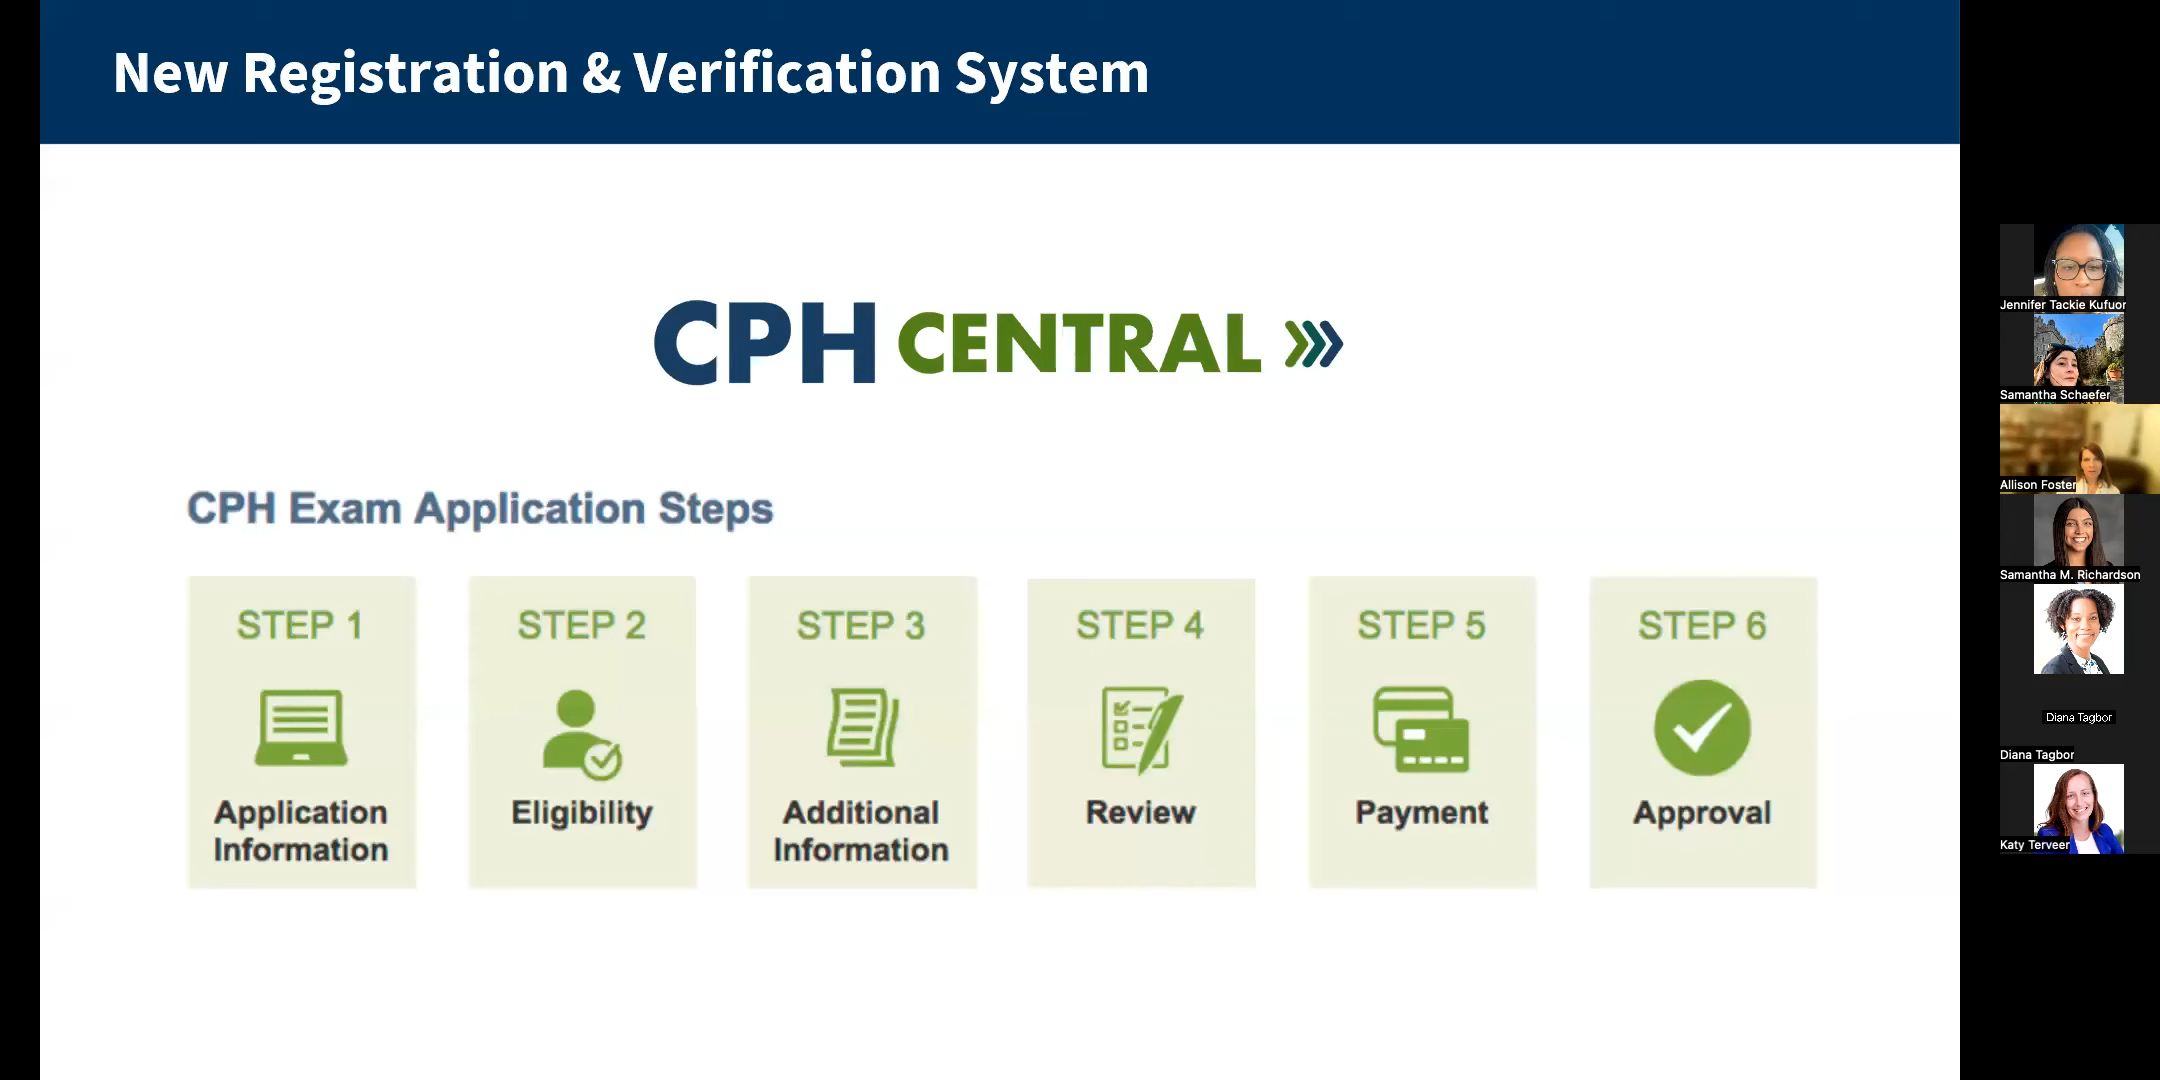 New Registration & Verification System
CPH CENTRAL
CPH Exam Application Steps
STEP 1
Application
Information
STEP 2
Eligibility
STEP 3
Additional
Information
STEP 4
Review
STEP 5
Payment
STEP 6
Approval
Jennifer Tackie Kufuor
Samantha Schaefer
Allison Foster
Samantha M. Richardson
Diana Tagbor
Diana Tagbor
Katy Terveer